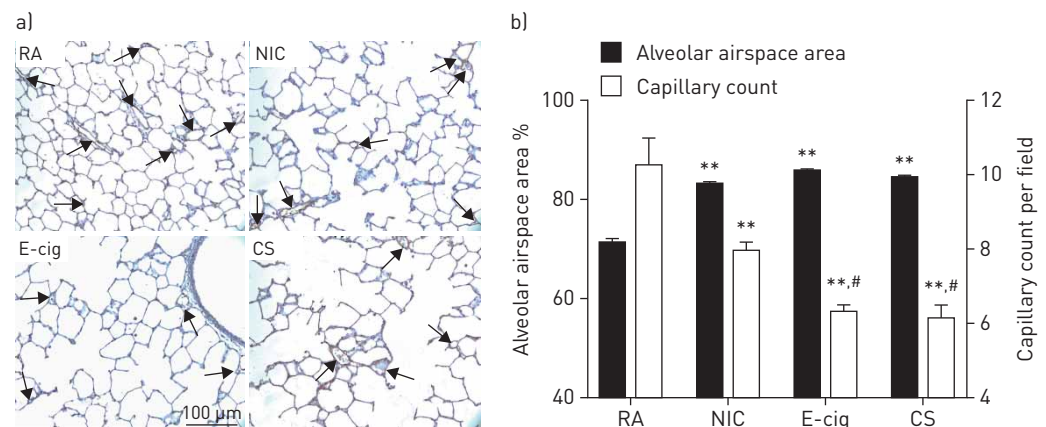 a)
RA
NIC
E-cig
CS
100 µm
b)
Alveolar airspace area
Capillary count
Alveolar airspace area %
100
80
60
40
**
**
**
**
**,#
**,#
12
10
8
6
4
Capillary count per field
RA NIC E-cig CS